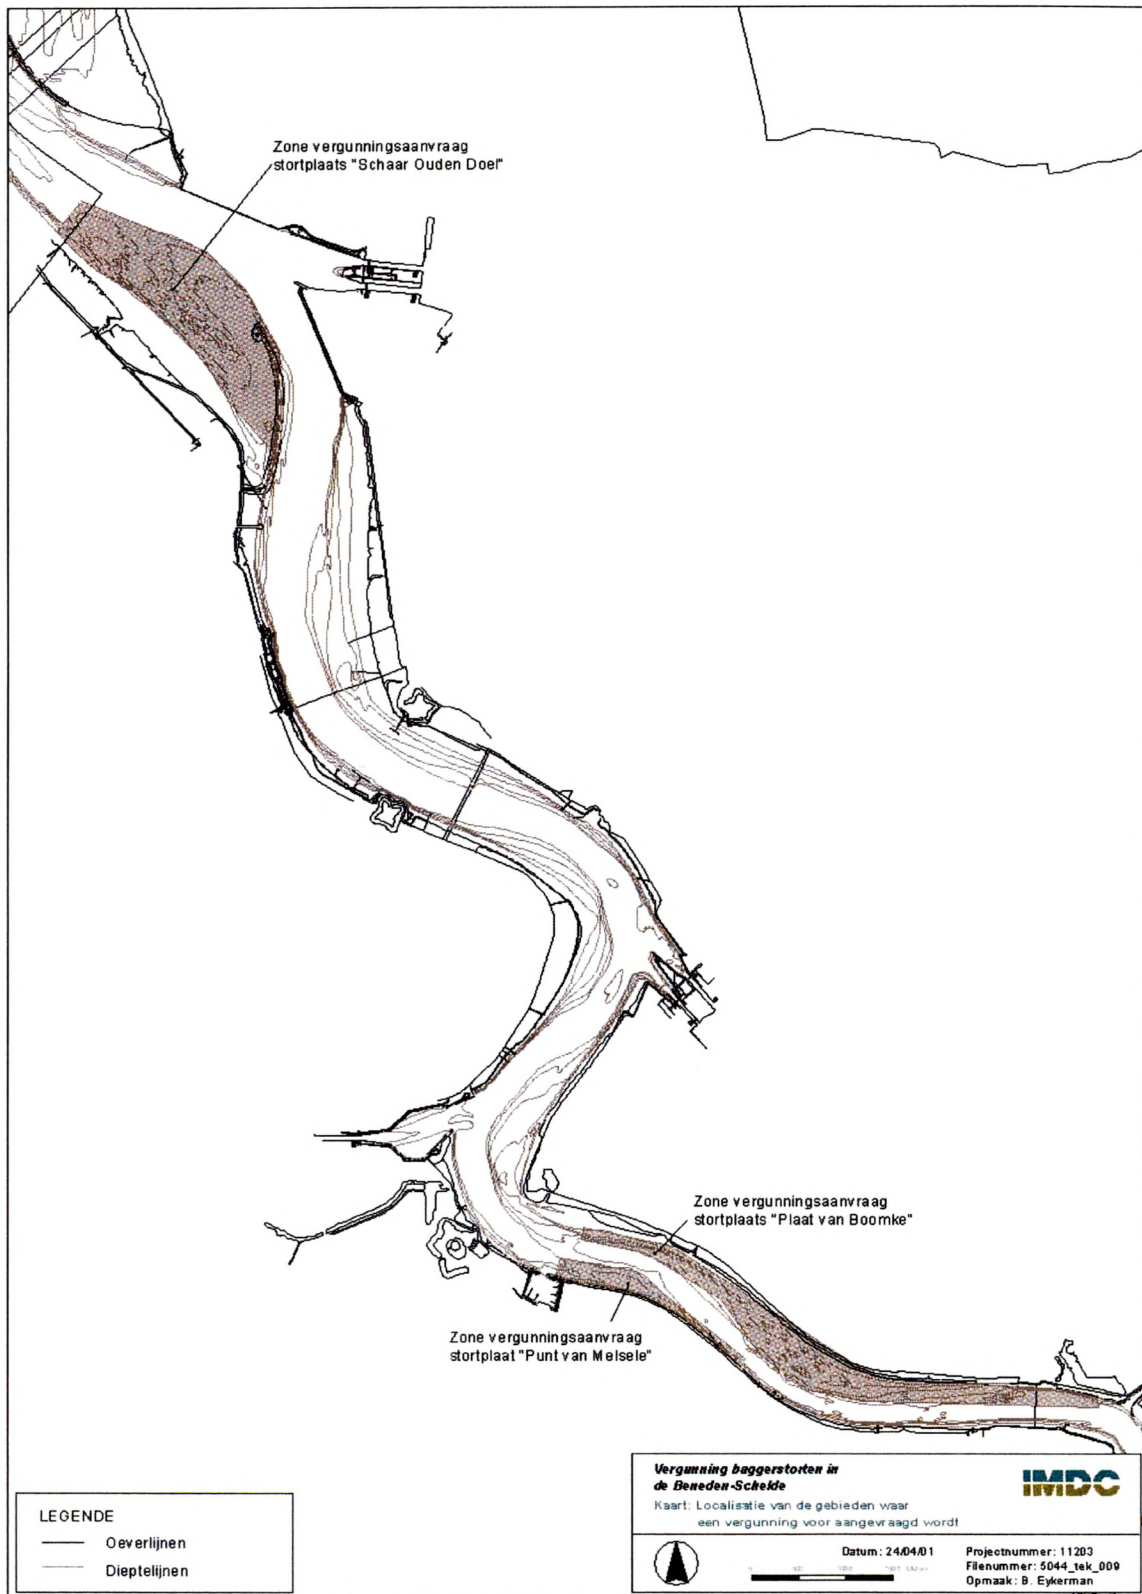 Zone vergunningsaanvraag
stortplaats "Schaar Ouden Doel"
Zone vergunningsaanvraag
stortplaats "Plaat van Boomke"
Zone vergunningsaanvraag
stortplaat "Punt van Melsele"
LEGENDE
Oeverlijnen
Dieptelijnen
Vergunning baggerstorten in
de Beneden-Schelde
IMDC
Kaart: Localisatie van de gebieden waar
een vergunning voor aangevraagd wordt
Datum: 24/04/01
Projectnummer: 11203
Filenummer: 5044_tek_009
Opmaak: B. Eykerman